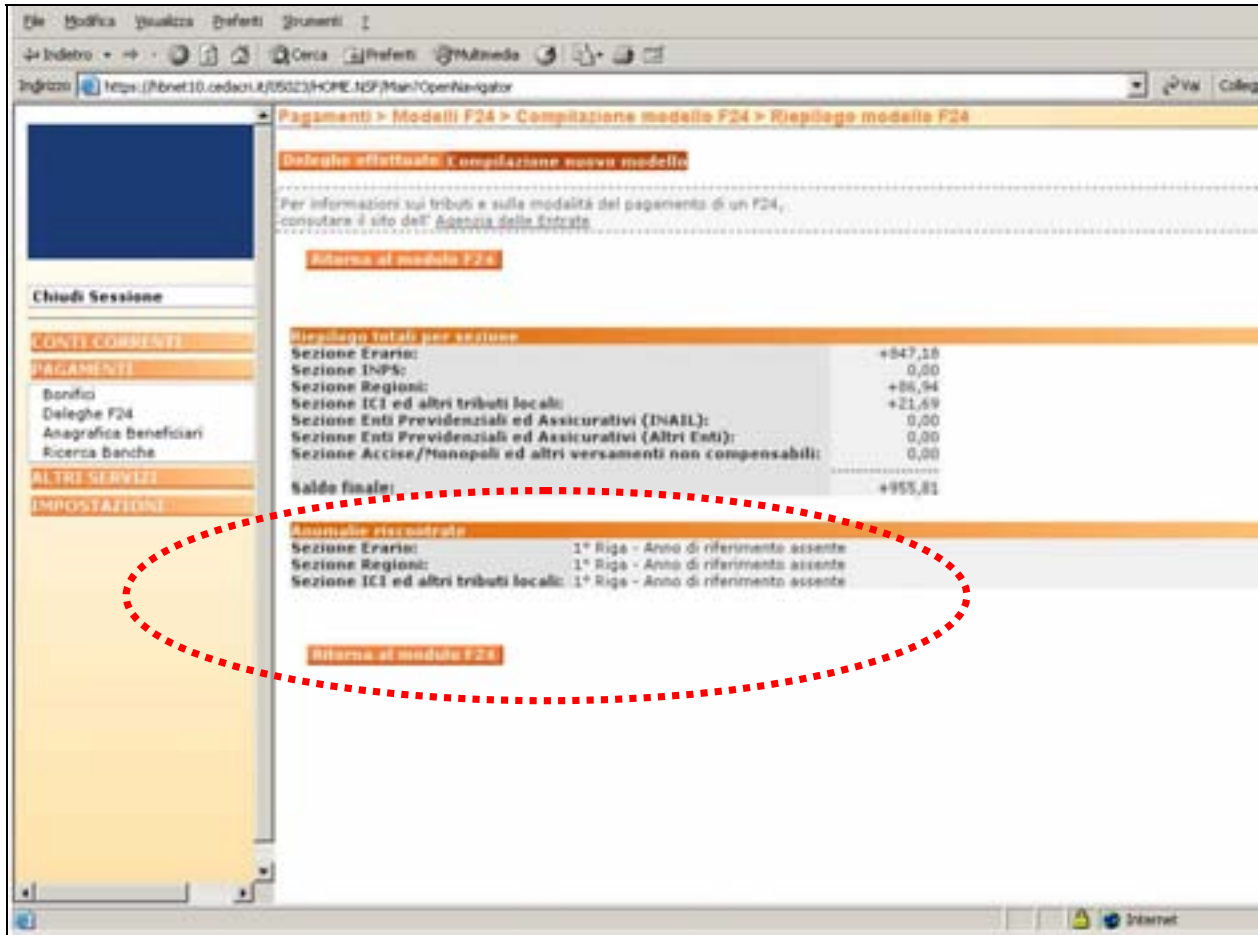 File Modifica Visualizza Preferiti Strumenti ?
Indietro Cerca Preferiti Multimedia
Indirizzo https://hbnet10.cedacri.it/05023/HOME.NSF/Main?OpenNavigator Vai Colleg
Pagamenti > Modelli F24 > Compilazione modello F24 > Riepilogo modello F24
Deleghe effettuate Compilazione nuovo modello
Per informazioni sui tributi e sulla modalità del pagamento di un F24,
consutare il sito dell' Agenzia delle Entrate
Ritorna al modulo F24
Chiudi Sessione
CONTI CORRENTI
PAGAMENTI
Bonifici
Deleghe F24
Anagrafica Beneficiari
Ricerca Banche
ALTRI SERVIZI
IMPOSTAZIONI
Riepilogo totali per sezione
Sezione Erario: +847,18
Sezione INPS: 0,00
Sezione Regioni: +86,94
Sezione ICI ed altri tributi locali: +21,69
Sezione Enti Previdenziali ed Assicurativi (INAIL): 0,00
Sezione Enti Previdenziali ed Assicurativi (Altri Enti): 0,00
Sezione Accise/Monopoli ed altri versamenti non compensabili: 0,00
Saldo finale: +955,81
Anomalie riscontrate
Sezione Erario: 1° Riga - Anno di riferimento assente
Sezione Regioni: 1° Riga - Anno di riferimento assente
Sezione ICI ed altri tributi locali: 1° Riga - Anno di riferimento assente
Ritorna al modulo F24
Internet